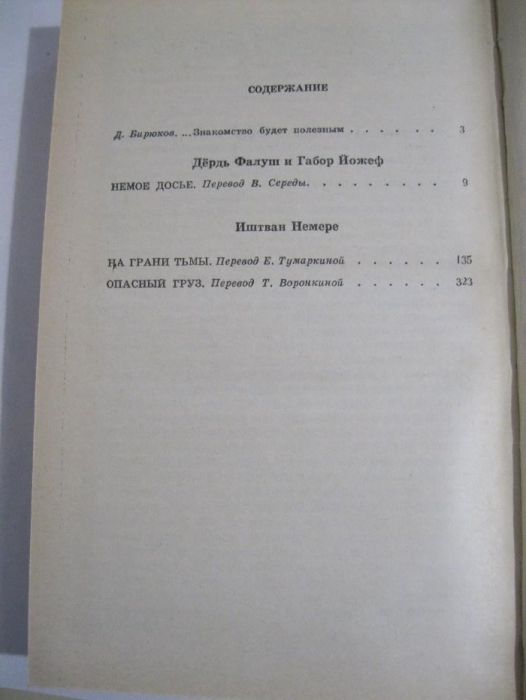 СОДЕРЖАНИЕ
Д. Бирюков. ...Знакомство будет полезным . . . . . . 3
Дёрдь Фалуш и Габор Йожеф
НЕМОЕ ДОСЬЕ. Перевод В. Середы. . . . . . . . . 9
Иштван Немере
НА ГРАНИ ТЬМЫ. Перевод Е. Тумаркиной . . . . . . 135
ОПАСНЫЙ ГРУЗ. Перевод Т. Воронкиной . . . . . . 323